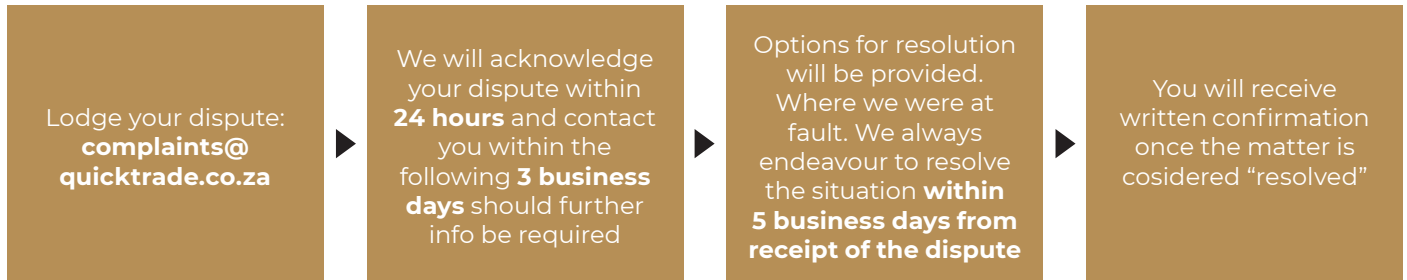 Lodge your dispute:
complaints@
quicktrade.co.za
We will acknowledge
your dispute within
24 hours and contact
you within the
following 3 business
days should further
info be required
Options for resolution
will be provided.
Where we were at
fault. We always
endeavour to resolve
the situation within
5 business days from
receipt of the dispute
You will receive
written confirmation
once the matter is
cosidered “resolved”